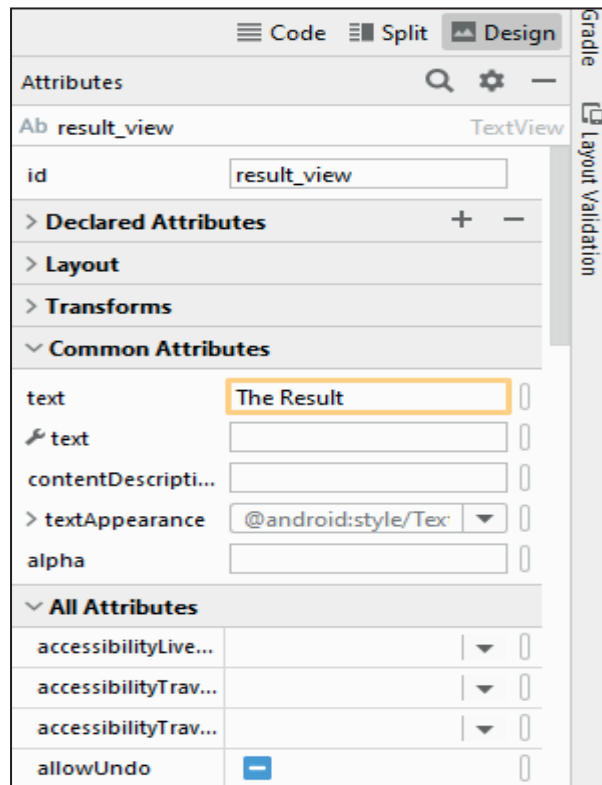 Code Split Design
Attributes
Ab result_view TextView
id result_view
Declared Attributes
Layout
Transforms
Common Attributes
text The Result
text
contentDescripti...
textAppearance @android:style/Tex
alpha
All Attributes
accessibilityLive...
accessibilityTrav...
accessibilityTrav...
allowUndo
Gradle
Layout Validation